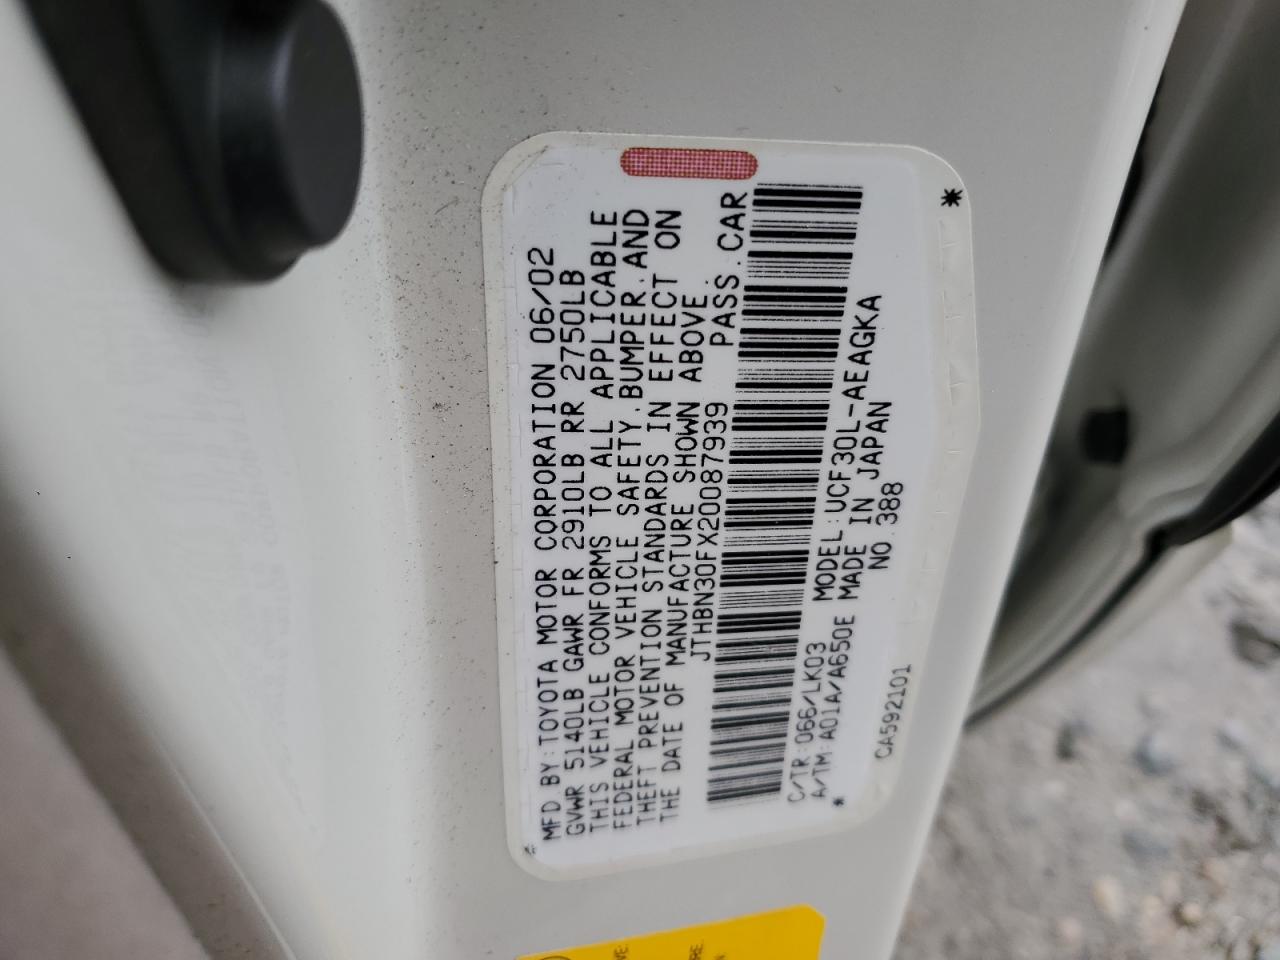 MFD BY:TOYOTA MOTOR CORPORATION 06/02
GVWR 5140LB GAWR FR 2910LB RR 2750LB
THIS VEHICLE CONFORMS TO ALL APPLICABLE
FEDERAL MOTOR VEHICLE SAFETY,BUMPER,AND
THEFT PREVENTION STANDARDS IN EFFECT ON
THE DATE OF MANUFACTURE SHOWN ABOVE.
JTHBN30FX20087939 PASS.CAR
C/TR:066/LK03 MODEL:UCF30L-AEAGKA
A/TM:A01A/A650E MADE IN JAPAN
NO.388
CA592101